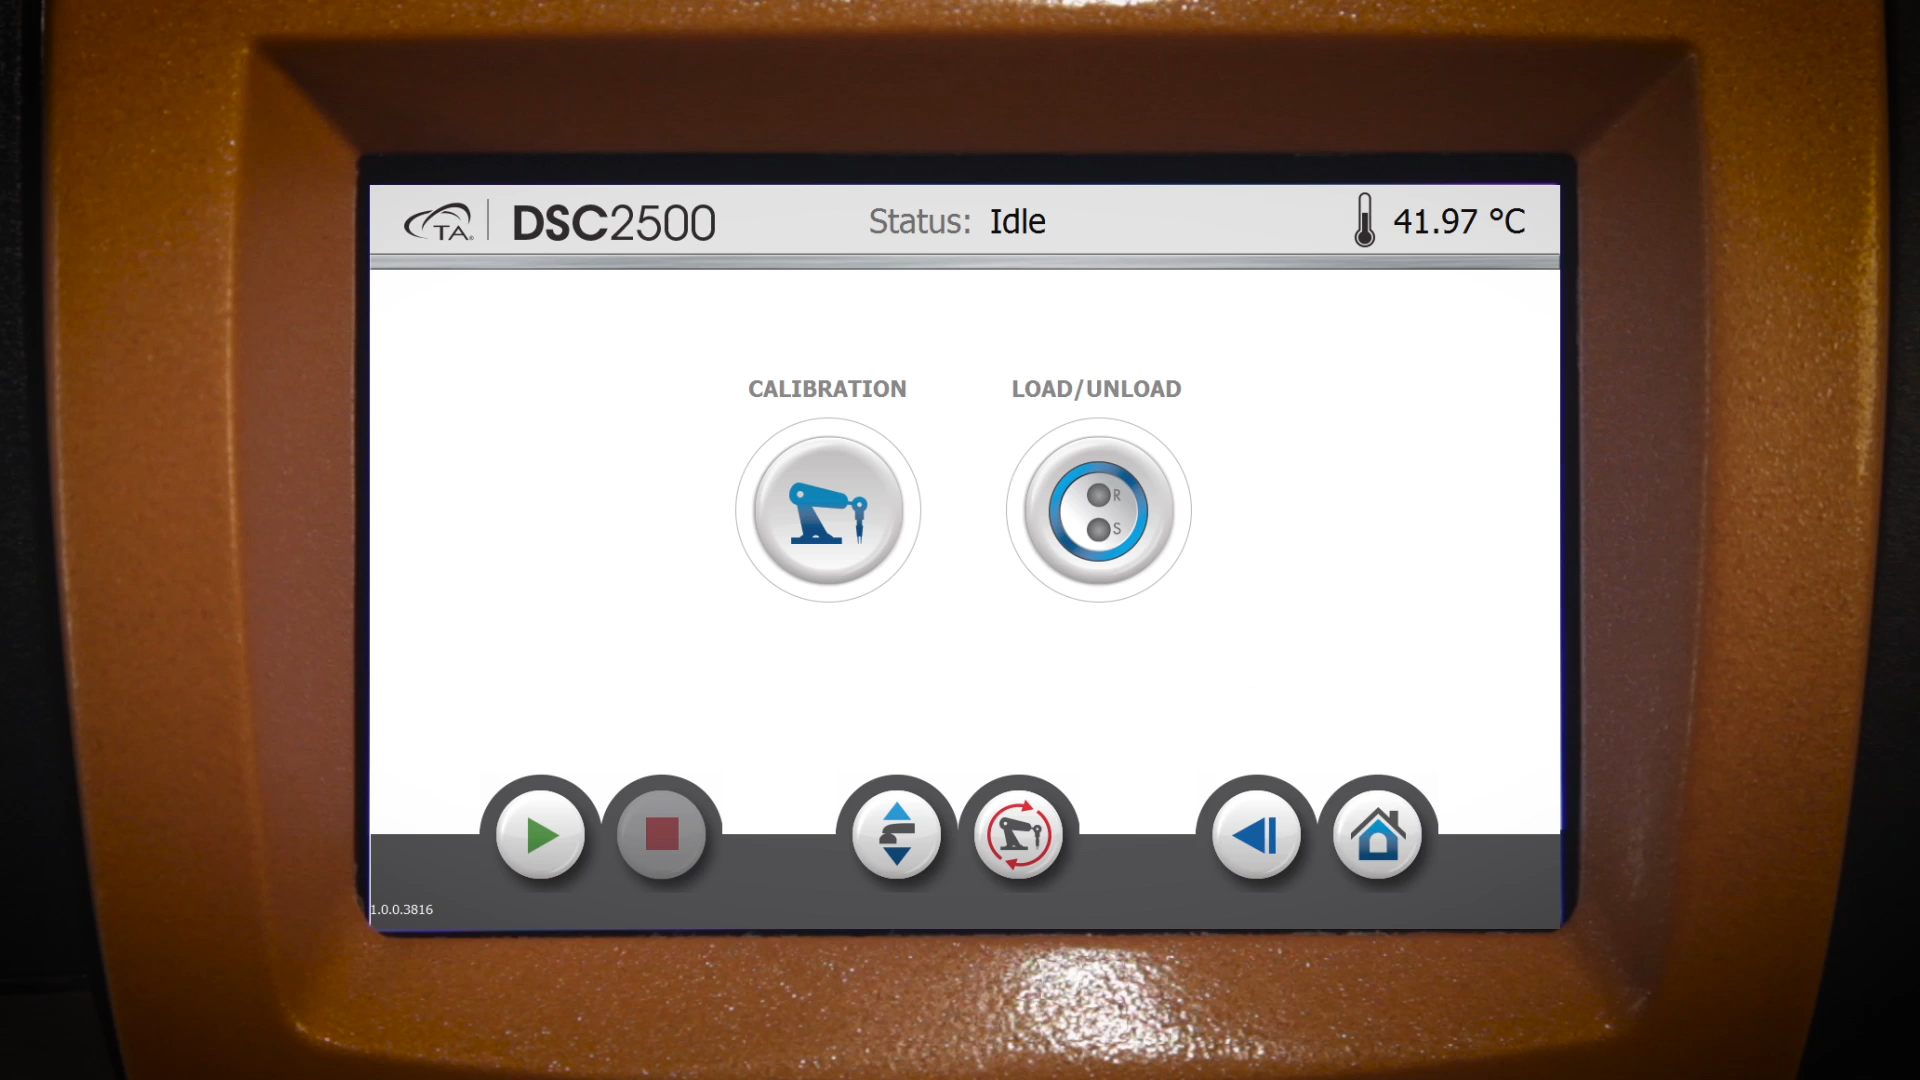 TA DSC2500 Status: Idle 41.97 °C
CALIBRATION LOAD/UNLOAD
R
S
1.0.0.3816